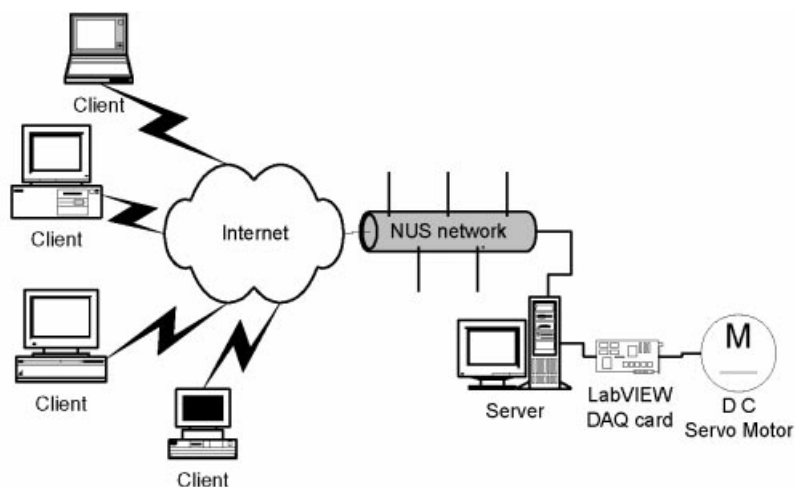 Client
Client
Internet
NUS network
Client
Client
Server
LabVIEW
DAQ card
M
D C
Servo Motor